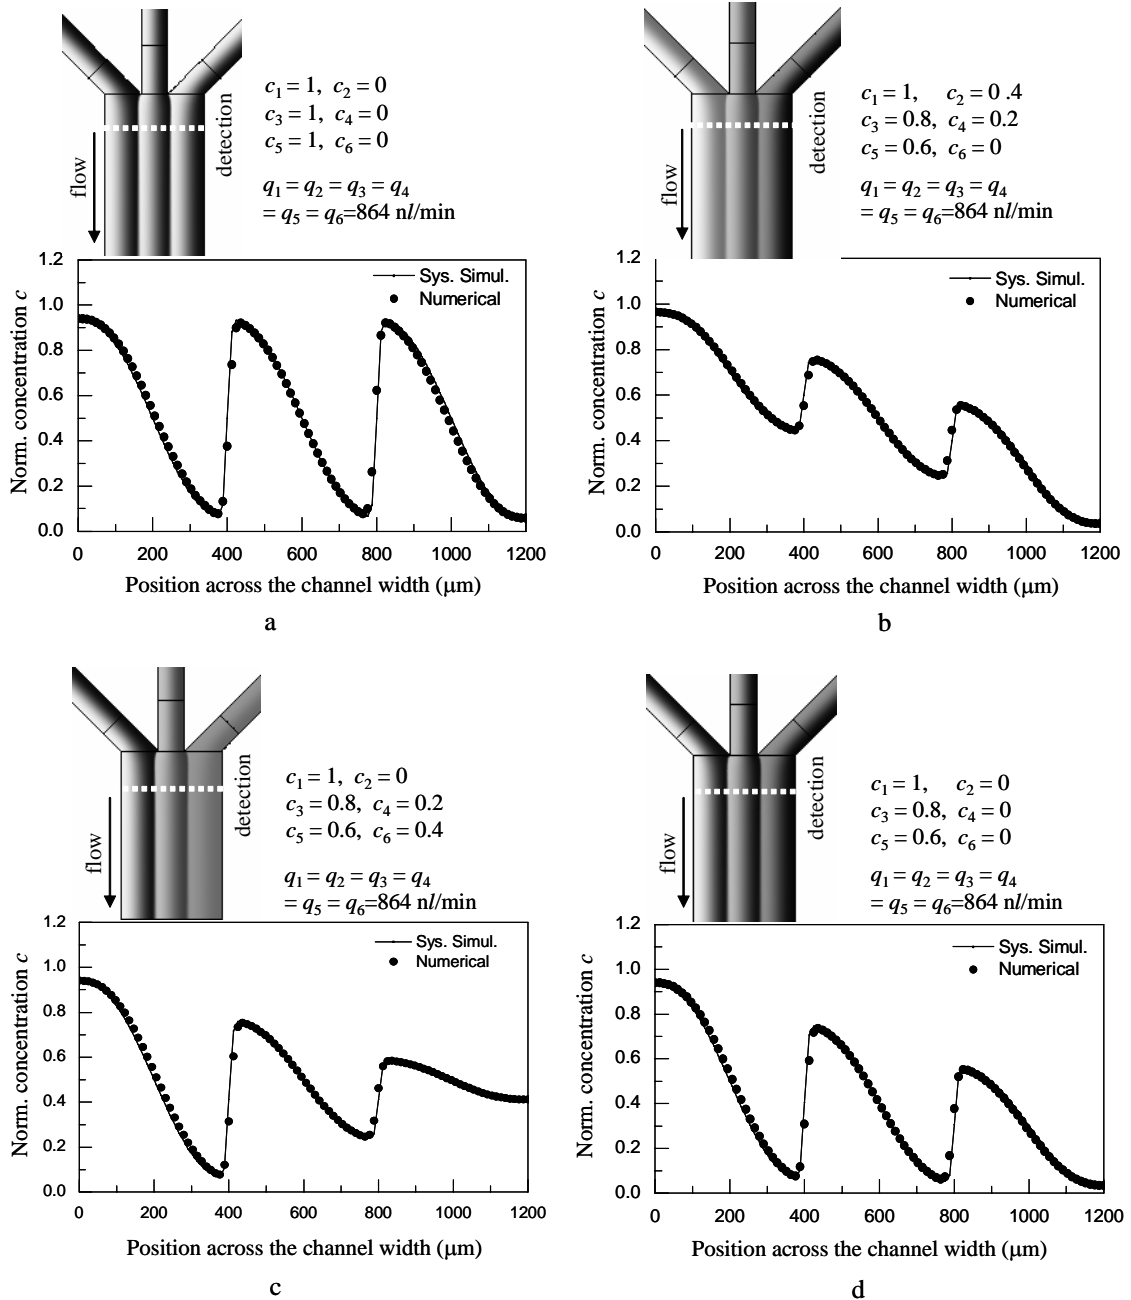 c1 = 1, c2 = 0
c3 = 1, c4 = 0
c5 = 1, c6 = 0
q1 = q2 = q3 = q4
= q5 = q6=864 nl/min
detection
flow
1.2
1.0
0.8
0.6
0.4
0.2
0.0
Norm. concentration c
Sys. Simul.
Numerical
0 200 400 600 800 1000 1200
Position across the channel width (μm)
a
c1 = 1, c2 = 0 .4
c3 = 0.8, c4 = 0.2
c5 = 0.6, c6 = 0
q1 = q2 = q3 = q4
= q5 = q6=864 nl/min
detection
flow
1.2
1.0
0.8
0.6
0.4
0.2
0.0
Norm. concentration c
Sys. Simul.
Numerical
0 200 400 600 800 1000 1200
Position across the channel width (μm)
b
c1 = 1, c2 = 0
c3 = 0.8, c4 = 0.2
c5 = 0.6, c6 = 0.4
q1 = q2 = q3 = q4
= q5 = q6=864 nl/min
detection
flow
1.2
1.0
0.8
0.6
0.4
0.2
0.0
Norm. concentration c
Sys. Simul.
Numerical
0 200 400 600 800 1000 1200
Position across the channel width (μm)
c
c1 = 1, c2 = 0
c3 = 0.8, c4 = 0
c5 = 0.6, c6 = 0
q1 = q2 = q3 = q4
= q5 = q6=864 nl/min
detection
flow
1.2
1.0
0.8
0.6
0.4
0.2
0.0
Norm. concentration c
Sys. Simul.
Numerical
0 200 400 600 800 1000 1200
Position across the channel width (μm)
d